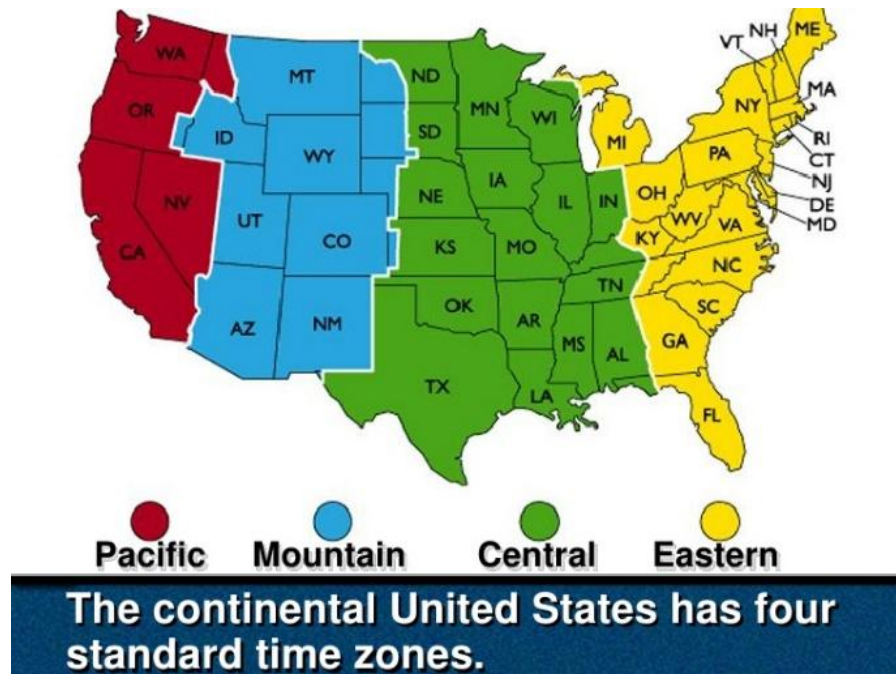 WA
MT
ND
MN
ME
VT
NH
OR
ID
WY
SD
WI
MI
NY
MA
RI
CT
NJ
DE
MD
PA
NV
UT
CO
NE
IA
IL
IN
OH
WV
VA
KY
CA
KS
MO
NC
TN
SC
AZ
NM
OK
AR
MS
AL
GA
TX
LA
FL
Pacific Mountain Central Eastern
The continental United States has four
standard time zones.